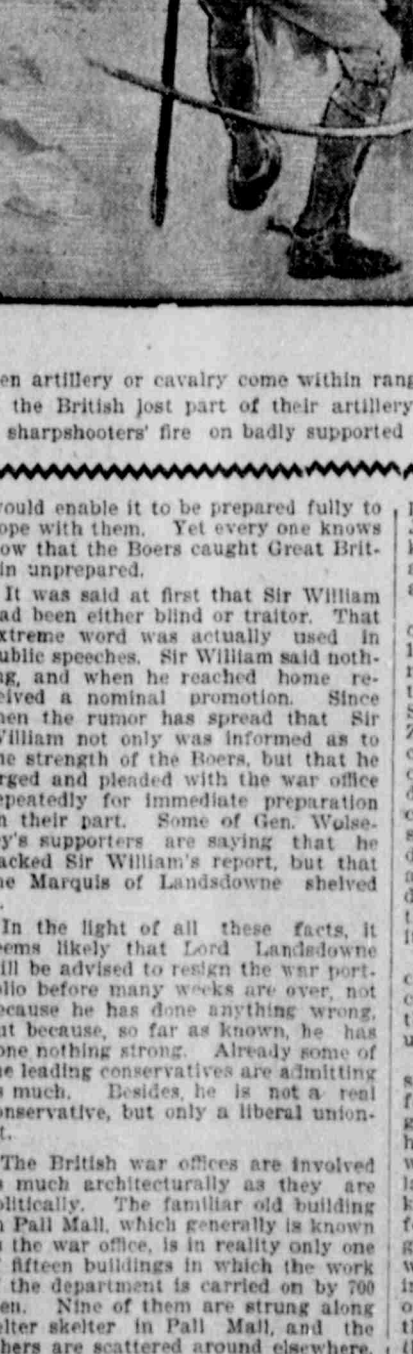 en artillery or cavalry come within rang
the British lost part of their artillery
sharpshooters' fire on badly supported
ould enable it to be prepared fully to
ope with them. Yet every one knows
ow that the Boers caught Great Brit-
in unprepared.
It was said at first that Sir William
ad been either blind or traitor. That
xtreme word was actually used in
ublic speeches. Sir William said noth-
ng, and when he reached home re-
eived a nominal promotion. Since
hen the rumor has spread that Sir
William not only was informed as to
he strength of the Boers, but that he
rged and pleaded with the war office
epeatedly for immediate preparation
n their part. Some of Gen. Wolse-
ey's supporters are saying that he
acked Sir William's report, but that
he Marquis of Landsdowne shelved
.
In the light of all these facts, it
eems likely that Lord Landsdowne
ill be advised to resign the war port-
olio before many weeks are over, not
ecause he has done anything wrong,
ut because, so far as known, he has
one nothing strong. Already some of
he leading conservatives are admitting
s much. Besides, he is not a real
onservative, but only a liberal union-
t.
The British war offices are involved
s much architecturally as they are
olitically. The familiar old building
n Pall Mall, which generally is known
s the war office, is in reality only one
f fifteen buildings in which the work
f the department is carried on by 700
en. Nine of them are strung along
elter skelter in Pall Mall, and the
thers are scattered around elsewhere.